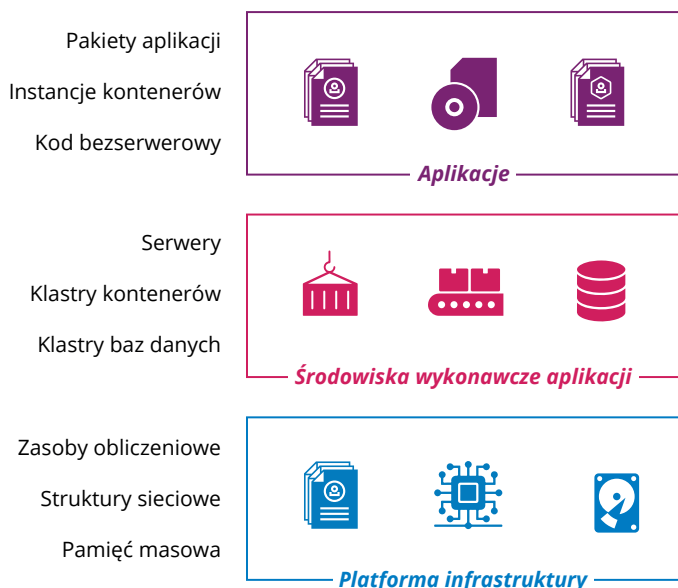 Pakiety aplikacji
Instancje kontenerów
Kod bezserwerowy
Aplikacje
Serwery
Klastry kontenerów
Klastry baz danych
Środowiska wykonawcze aplikacji
Zasoby obliczeniowe
Struktury sieciowe
Pamięć masowa
Platforma infrastruktury